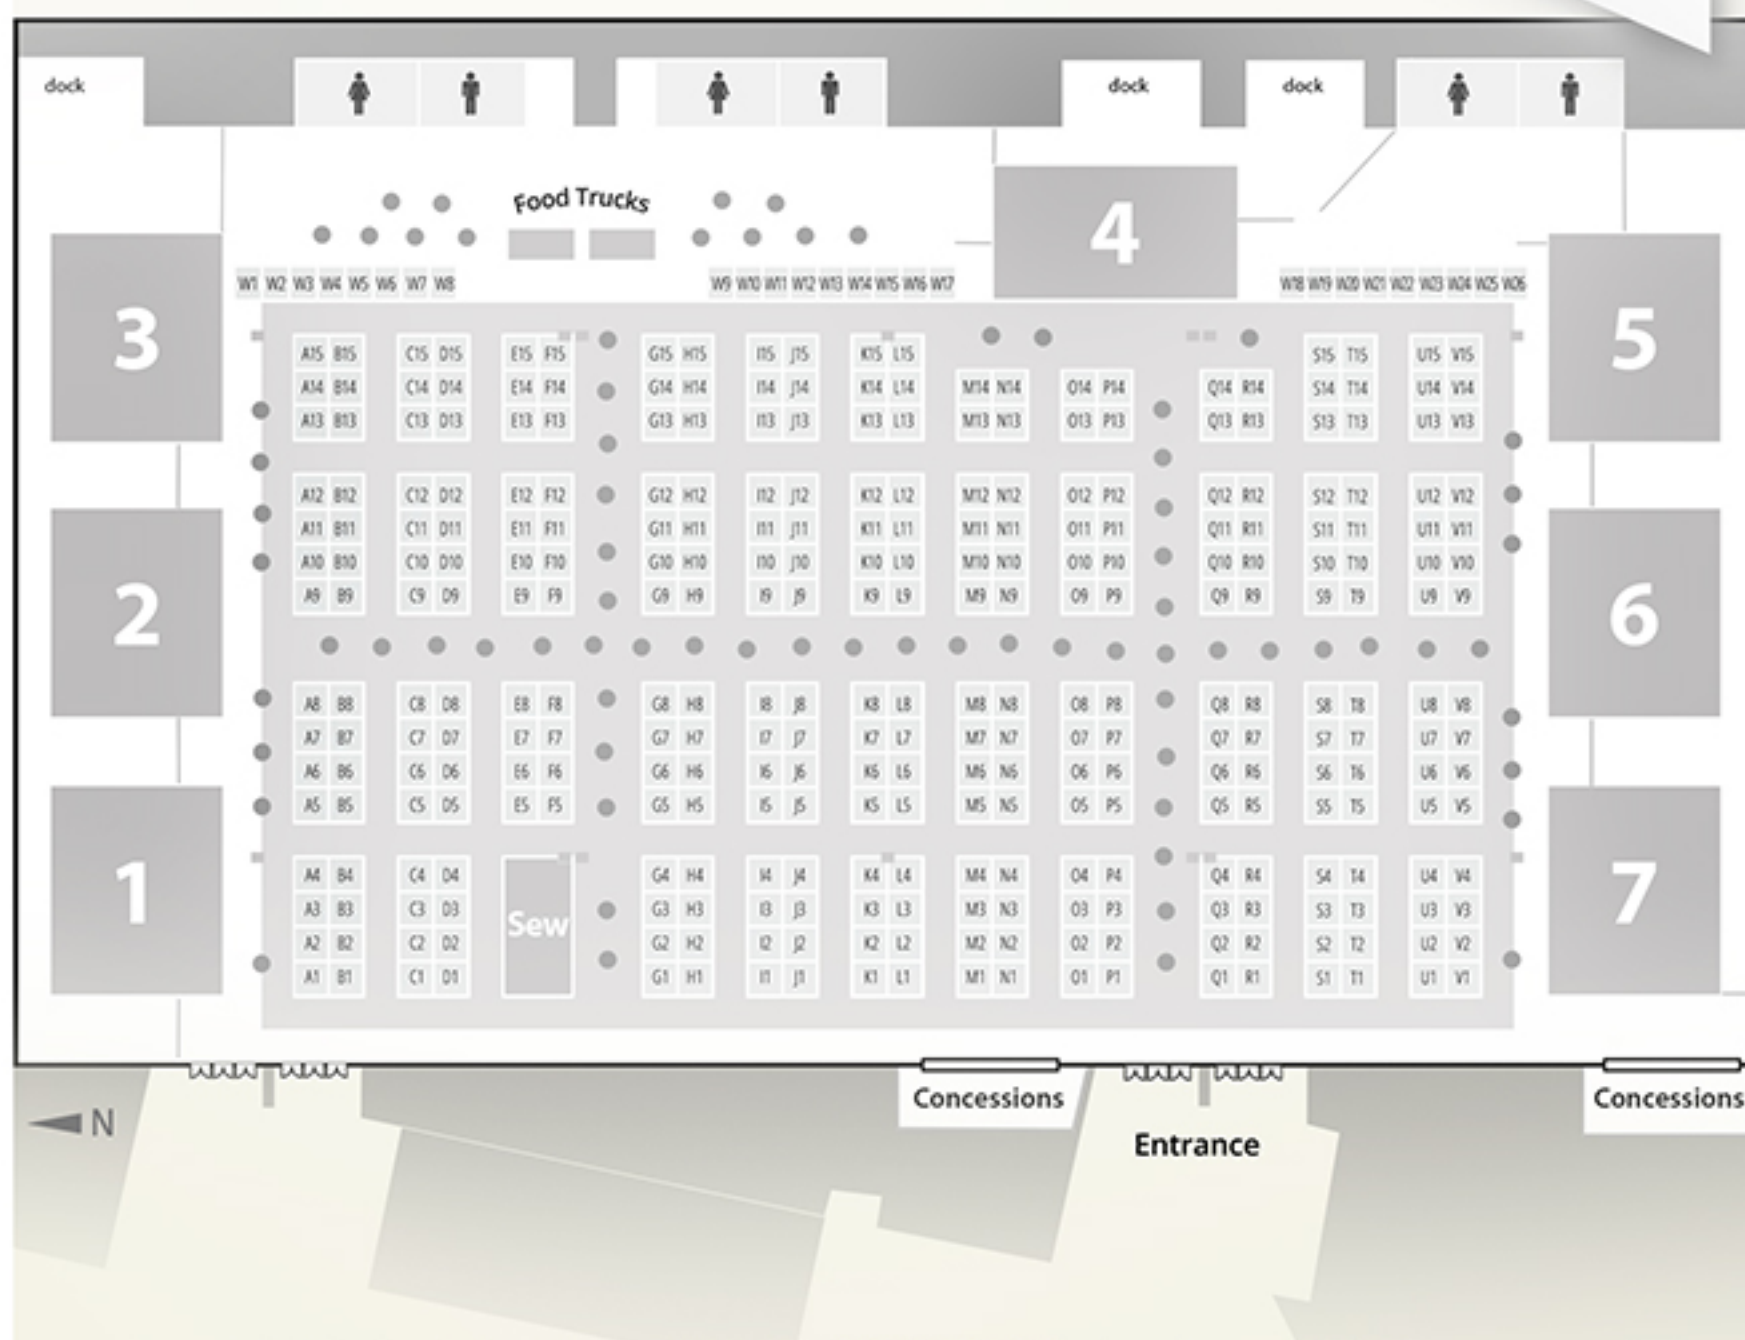 dock
dock
dock
Food Trucks
4
3
5
W1 W2 W3 W4 W5 W6 W7 W8
W9 W10 W11 W12 W13 W14 W15 W16 W17
W18 W19 W20 W21 W22 W23 W24 W25 W26
A15 B15 C15 D15 E15 F15 G15 H15 I15 J15 K15 L15 S15 T15 U15 V15
A14 B14 C14 D14 E14 F14 G14 H14 I14 J14 K14 L14 M14 N14 O14 P14 Q14 R14 S14 T14 U14 V14
A13 B13 C13 D13 E13 F13 G13 H13 I13 J13 K13 L13 M13 N13 O13 P13 Q13 R13 S13 T13 U13 V13
A12 B12 C12 D12 E12 F12 G12 H12 I12 J12 K12 L12 M12 N12 O12 P12 Q12 R12 S12 T12 U12 V12
A11 B11 C11 D11 E11 F11 G11 H11 I11 J11 K11 L11 M11 N11 O11 P11 Q11 R11 S11 T11 U11 V11
A10 B10 C10 D10 E10 F10 G10 H10 I10 J10 K10 L10 M10 N10 O10 P10 Q10 R10 S10 T10 U10 V10
A9 B9 C9 D9 E9 F9 G9 H9 I9 J9 K9 L9 M9 N9 O9 P9 Q9 R9 S9 T9 U9 V9
2
6
A8 B8 C8 D8 E8 F8 G8 H8 I8 J8 K8 L8 M8 N8 O8 P8 Q8 R8 S8 T8 U8 V8
A7 B7 C7 D7 E7 F7 G7 H7 I7 J7 K7 L7 M7 N7 O7 P7 Q7 R7 S7 T7 U7 V7
A6 B6 C6 D6 E6 F6 G6 H6 I6 J6 K6 L6 M6 N6 O6 P6 Q6 R6 S6 T6 U6 V6
A5 B5 C5 D5 E5 F5 G5 H5 I5 J5 K5 L5 M5 N5 O5 P5 Q5 R5 S5 T5 U5 V5
1
7
A4 B4 C4 D4 G4 H4 I4 J4 K4 L4 M4 N4 O4 P4 Q4 R4 S4 T4 U4 V4
A3 B3 C3 D3 G3 H3 I3 J3 K3 L3 M3 N3 O3 P3 Q3 R3 S3 T3 U3 V3
Sew
A2 B2 C2 D2 G2 H2 I2 J2 K2 L2 M2 N2 O2 P2 Q2 R2 S2 T2 U2 V2
A1 B1 C1 D1 G1 H1 I1 J1 K1 L1 M1 N1 O1 P1 Q1 R1 S1 T1 U1 V1
Concessions
Concessions
N
Entrance